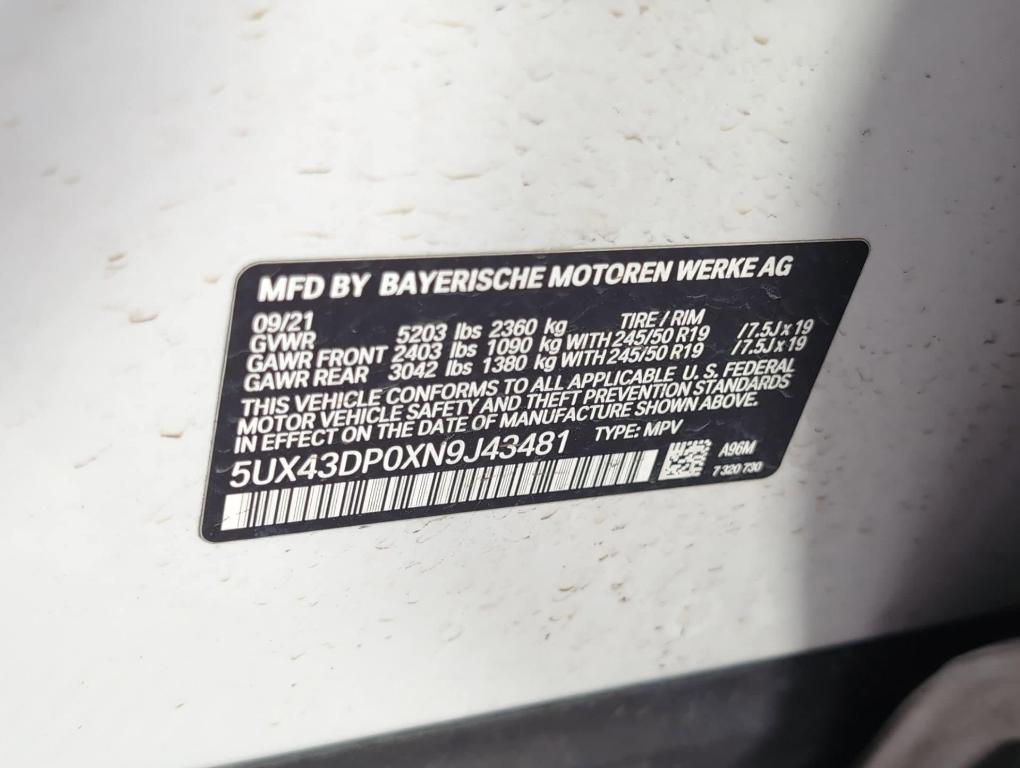 MFD BY BAYERISCHE MOTOREN WERKE AG
09/21 TIRE / RIM
GVWR 5203 lbs 2360 kg
GAWR FRONT 2403 lbs 1090 kg WITH 245/50 R19 /7.5J x 19
GAWR REAR 3042 lbs 1380 kg WITH 245/50 R19 /7.5J x 19
THIS VEHICLE CONFORMS TO ALL APPLICABLE U.S. FEDERAL
MOTOR VEHICLE SAFETY AND THEFT PREVENTION STANDARDS
IN EFFECT ON THE DATE OF MANUFACTURE SHOWN ABOVE.
5UX43DP0XN9J43481 TYPE: MPV
A96M
7 320 730